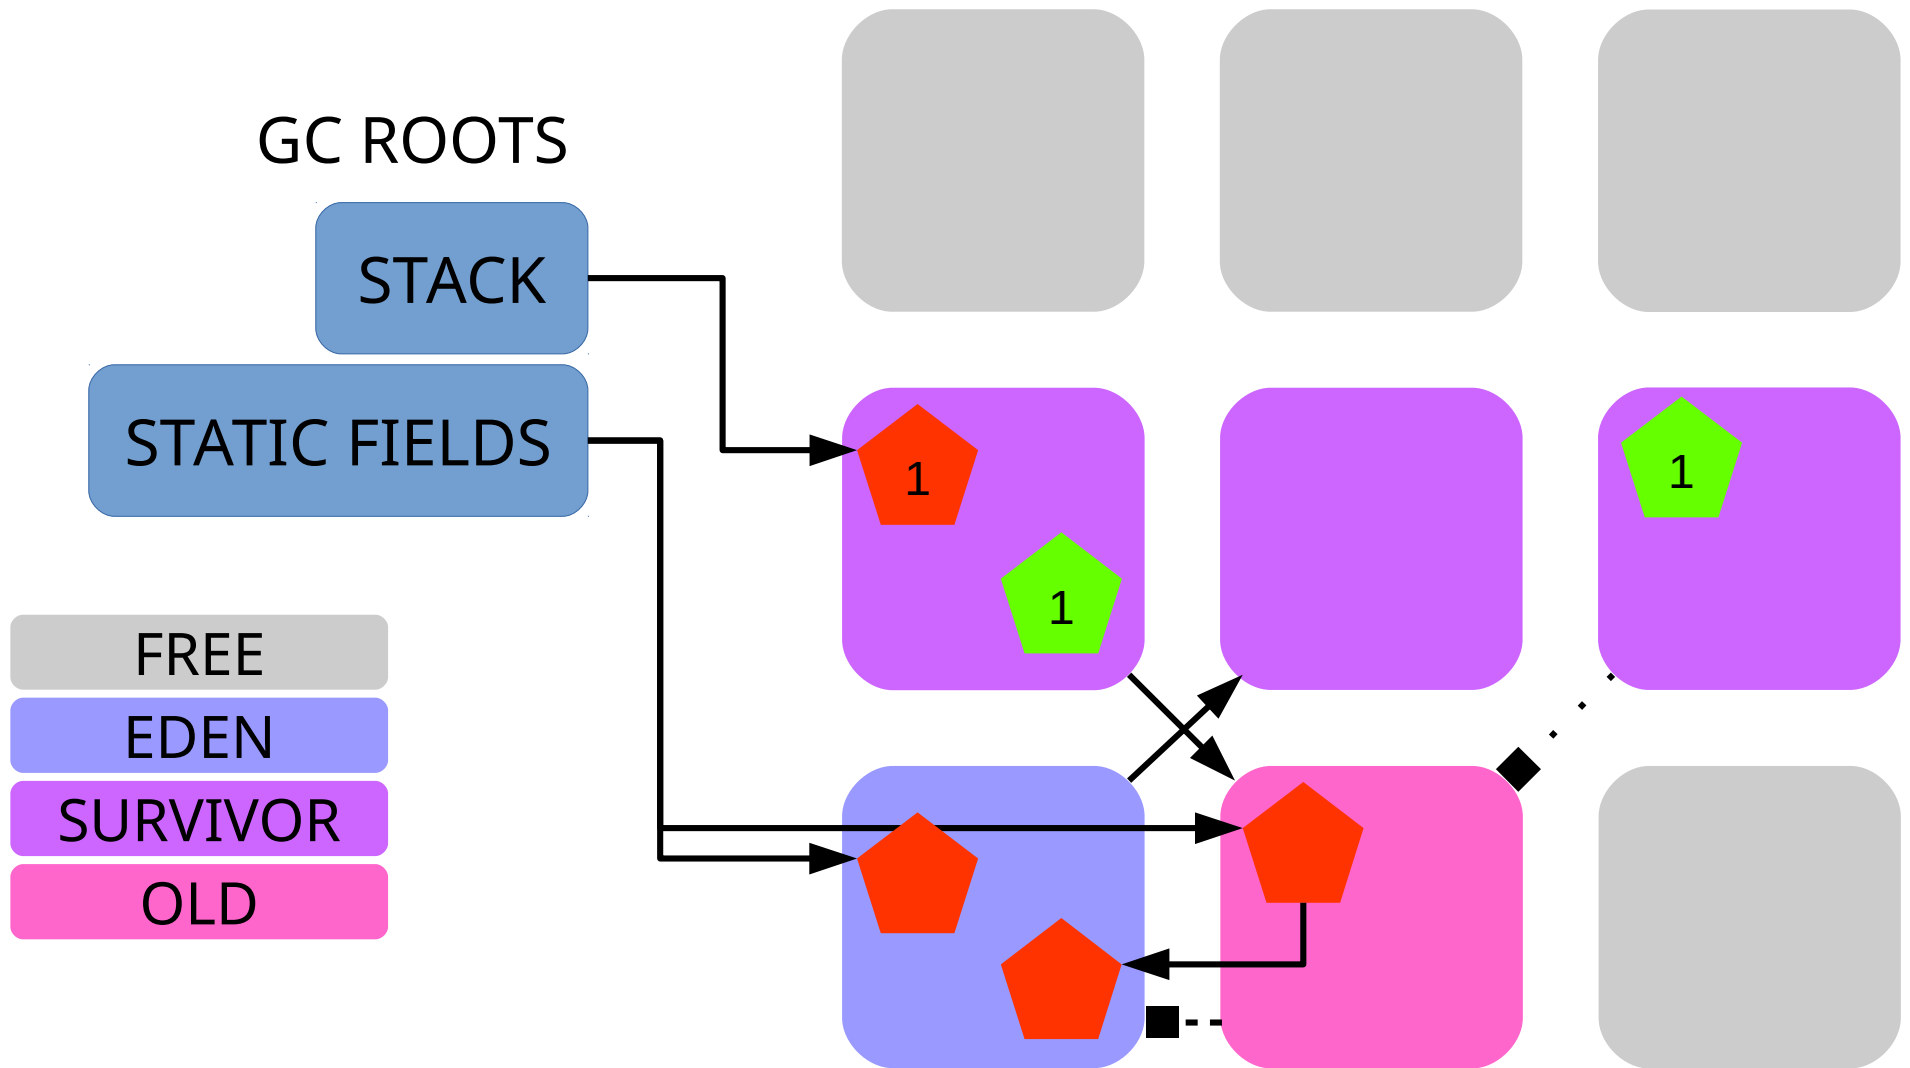 GC ROOTS
STACK
STATIC FIELDS
1
1
1
FREE
EDEN
SURVIVOR
OLD